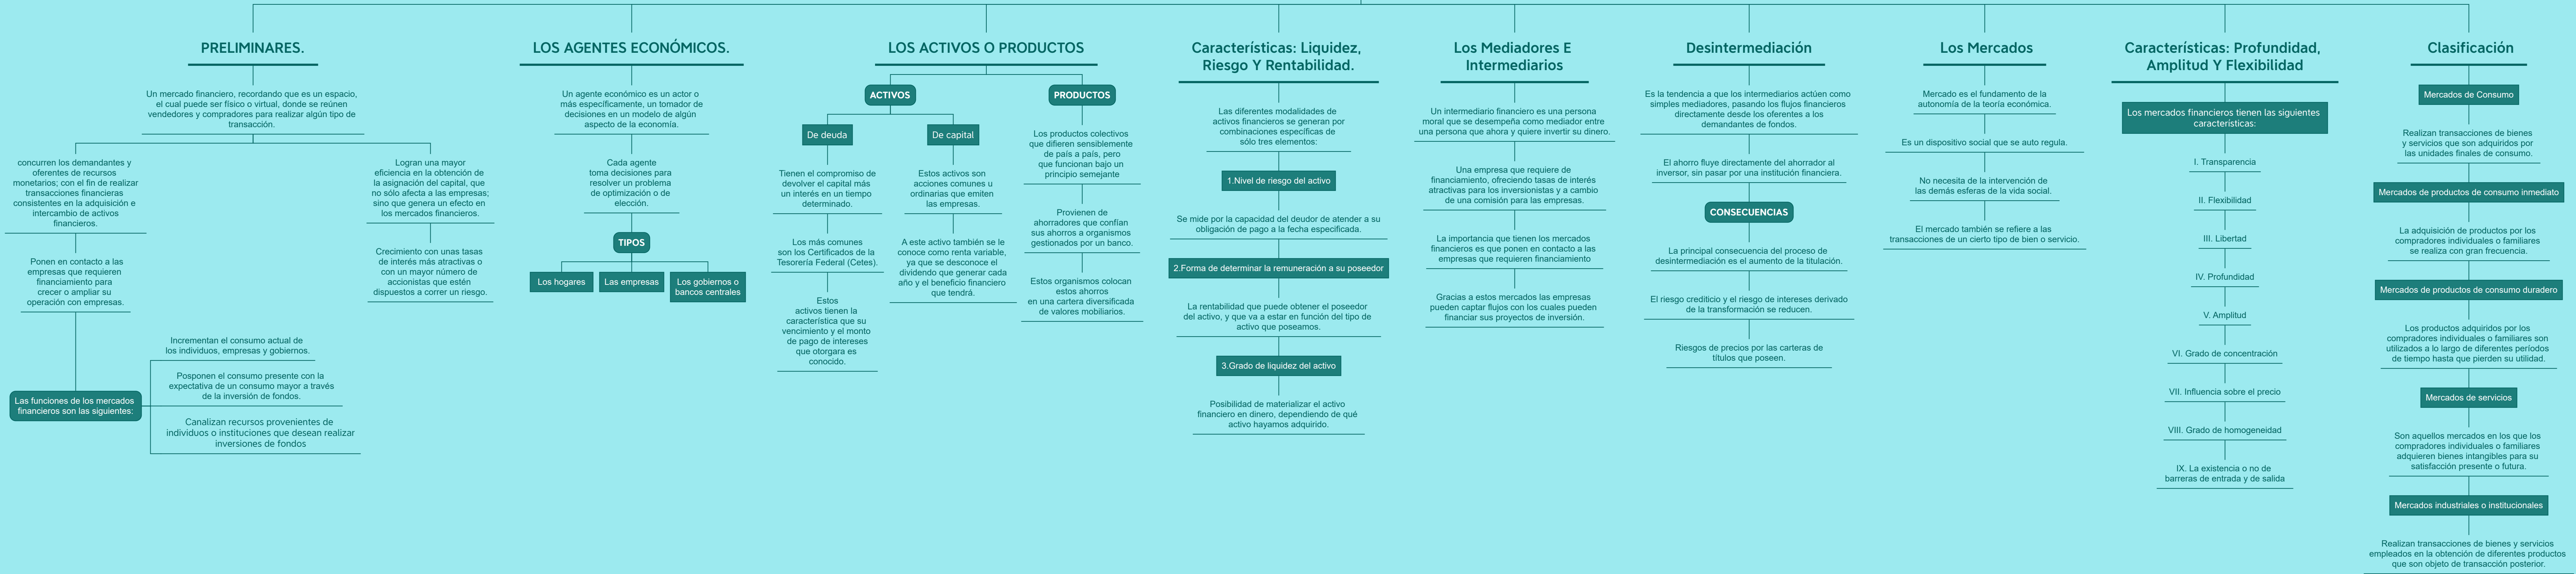 PRELIMINARES.
Un mercado financiero, recordando que es un espacio,
el cual puede ser físico o virtual, donde se reúnen
vendedores y compradores para realizar algún tipo de
transacción.
concurren los demandantes y
oferentes de recursos
monetarios; con el fin de realizar
transacciones financieras
consistentes en la adquisición e
intercambio de activos
financieros.
Ponen en contacto a las
empresas que requieren
financiamiento para
crecer o ampliar su
operación con empresas.
Logran una mayor
eficiencia en la obtención de
la asignación del capital, que
no sólo afecta a las empresas;
sino que genera un efecto en
los mercados financieros.
Crecimiento con unas tasas
de interés más atractivas o
con un mayor número de
accionistas que estén
dispuestos a correr un riesgo.
Las funciones de los mercados
financieros son las siguientes:
Incrementan el consumo actual de
los individuos, empresas y gobiernos.
Posponen el consumo presente con la
expectativa de un consumo mayor a través
de la inversión de fondos.
Canalizan recursos provenientes de
individuos o instituciones que desean realizar
inversiones de fondos
LOS AGENTES ECONÓMICOS.
Un agente económico es un actor o
más específicamente, un tomador de
decisiones en un modelo de algún
aspecto de la economía.
Cada agente
toma decisiones para
resolver un problema
de optimización o de
elección.
TIPOS
Los hogares
Las empresas
Los gobiernos o
bancos centrales
LOS ACTIVOS O PRODUCTOS
ACTIVOS
De deuda
Tienen el compromiso de
devolver el capital más
un interés en un tiempo
determinado.
Los más comunes
son los Certificados de la
Tesorería Federal (Cetes).
Estos
activos tienen la
característica que su
vencimiento y el monto
de pago de intereses
que otorgara es
conocido.
De capital
Estos activos son
acciones comunes u
ordinarias que emiten
las empresas.
A este activo también se le
conoce como renta variable,
ya que se desconoce el
dividendo que generar cada
año y el beneficio financiero
que tendrá.
PRODUCTOS
Los productos colectivos
que difieren sensiblemente
de país a país, pero
que funcionan bajo un
principio semejante
Provienen de
ahorradores que confían
sus ahorros a organismos
gestionados por un banco.
Estos organismos colocan
estos ahorros
en una cartera diversificada
de valores mobiliarios.
Características: Liquidez,
Riesgo Y Rentabilidad.
Las diferentes modalidades de
activos financieros se generan por
combinaciones específicas de
sólo tres elementos:
1.Nivel de riesgo del activo
Se mide por la capacidad del deudor de atender a su
obligación de pago a la fecha especificada.
2.Forma de determinar la remuneración a su poseedor
La rentabilidad que puede obtener el poseedor
del activo, y que va a estar en función del tipo de
activo que poseamos.
3.Grado de liquidez del activo
Posibilidad de materializar el activo
financiero en dinero, dependiendo de qué
activo hayamos adquirido.
Los Mediadores E
Intermediarios
Un intermediario financiero es una persona
moral que se desempeña como mediador entre
una persona que ahora y quiere invertir su dinero.
Una empresa que requiere de
financiamiento, ofreciendo tasas de interés
atractivas para los inversionistas y a cambio
de una comisión para las empresas.
La importancia que tienen los mercados
financieros es que ponen en contacto a las
empresas que requieren financiamiento
Gracias a estos mercados las empresas
pueden captar flujos con los cuales pueden
financiar sus proyectos de inversión.
Desintermediación
Es la tendencia a que los intermediarios actúen como
simples mediadores, pasando los flujos financieros
directamente desde los oferentes a los
demandantes de fondos.
El ahorro fluye directamente del ahorrador al
inversor, sin pasar por una institución financiera.
CONSECUENCIAS
La principal consecuencia del proceso de
desintermediación es el aumento de la titulación.
El riesgo crediticio y el riesgo de intereses derivado
de la transformación se reducen.
Riesgos de precios por las carteras de
títulos que poseen.
Los Mercados
Mercado es el fundamento de la
autonomía de la teoría económica.
Es un dispositivo social que se auto regula.
No necesita de la intervención de
las demás esferas de la vida social.
El mercado también se refiere a las
transacciones de un cierto tipo de bien o servicio.
Características: Profundidad,
Amplitud Y Flexibilidad
Los mercados financieros tienen las siguientes
características:
I. Transparencia
II. Flexibilidad
III. Libertad
IV. Profundidad
V. Amplitud
VI. Grado de concentración
VII. Influencia sobre el precio
VIII. Grado de homogeneidad
IX. La existencia o no de
barreras de entrada y de salida
Clasificación
Mercados de Consumo
Realizan transacciones de bienes
y servicios que son adquiridos por
las unidades finales de consumo.
Mercados de productos de consumo inmediato
La adquisición de productos por los
compradores individuales o familiares
se realiza con gran frecuencia.
Mercados de productos de consumo duradero
Los productos adquiridos por los
compradores individuales o familiares son
utilizados a lo largo de diferentes períodos
de tiempo hasta que pierden su utilidad.
Mercados de servicios
Son aquellos mercados en los que los
compradores individuales o familiares
adquieren bienes intangibles para su
satisfacción presente o futura.
Mercados industriales o institucionales
Realizan transacciones de bienes y servicios
empleados en la obtención de diferentes productos
que son objeto de transacción posterior.